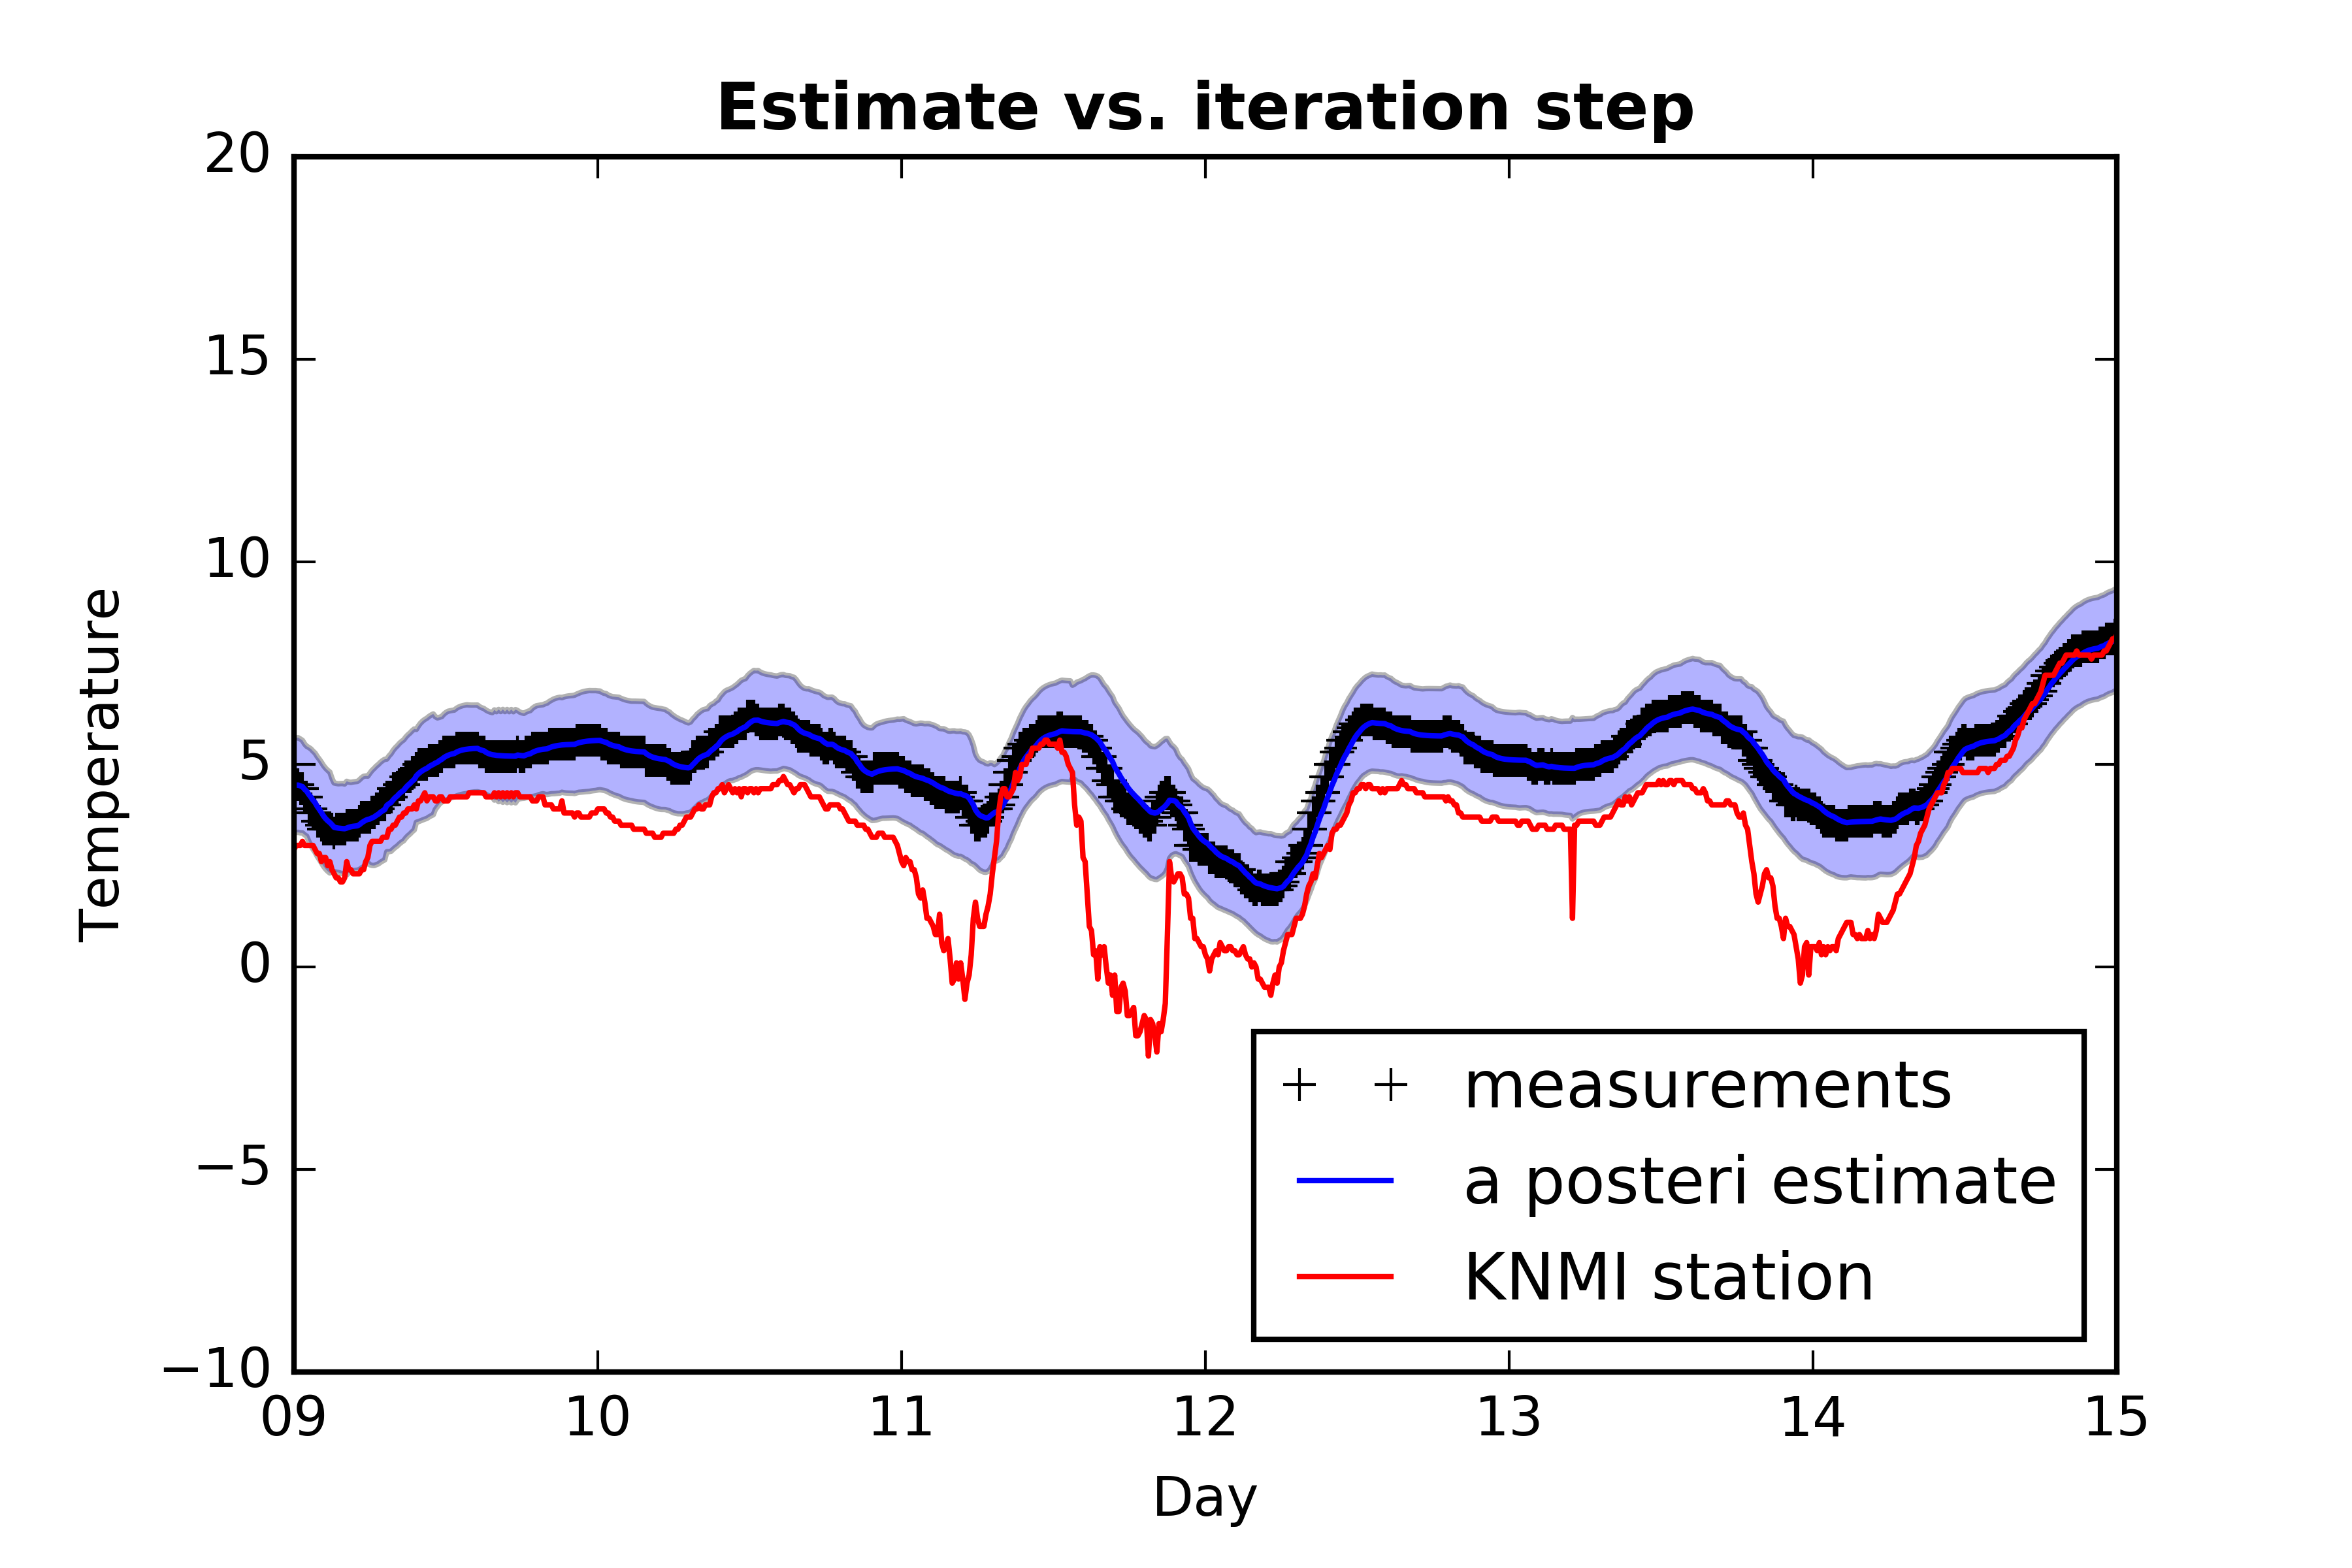 Estimate vs. iteration step
20
15
10
5
0
−5
−10
Temperature
measurements
a posteri estimate
KNMI station
09 10 11 12 13 14 15
Day